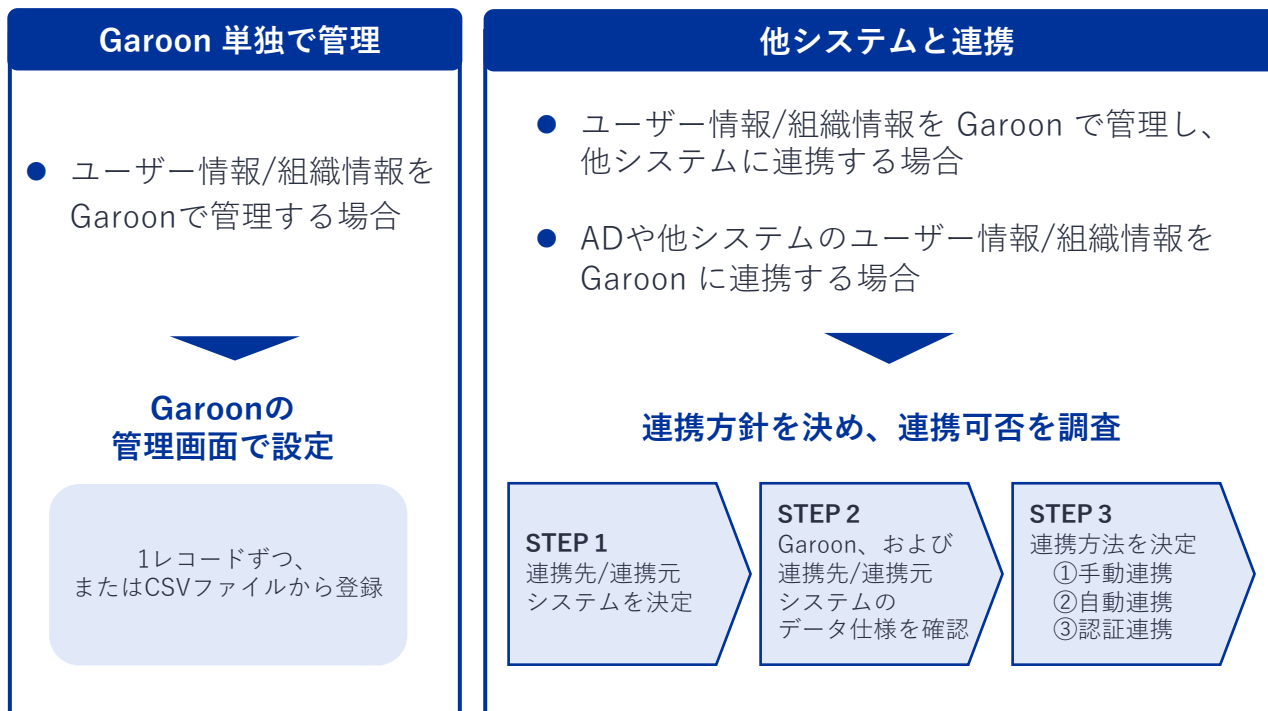 Garoon 単独で管理
● ユーザー情報/組織情報を
Garoonで管理する場合
Garoonの
管理画面で設定
1レコードずつ、
またはCSVファイルから登録
他システムと連携
● ユーザー情報/組織情報を Garoon で管理し、
他システムに連携する場合
● ADや他システムのユーザー情報/組織情報を
Garoon に連携する場合
連携方針を決め、連携可否を調査
STEP 1
連携先/連携元
システムを決定
STEP 2
Garoon、および
連携先/連携元
システムの
データ仕様を確認
STEP 3
連携方法を決定
①手動連携
②自動連携
③認証連携